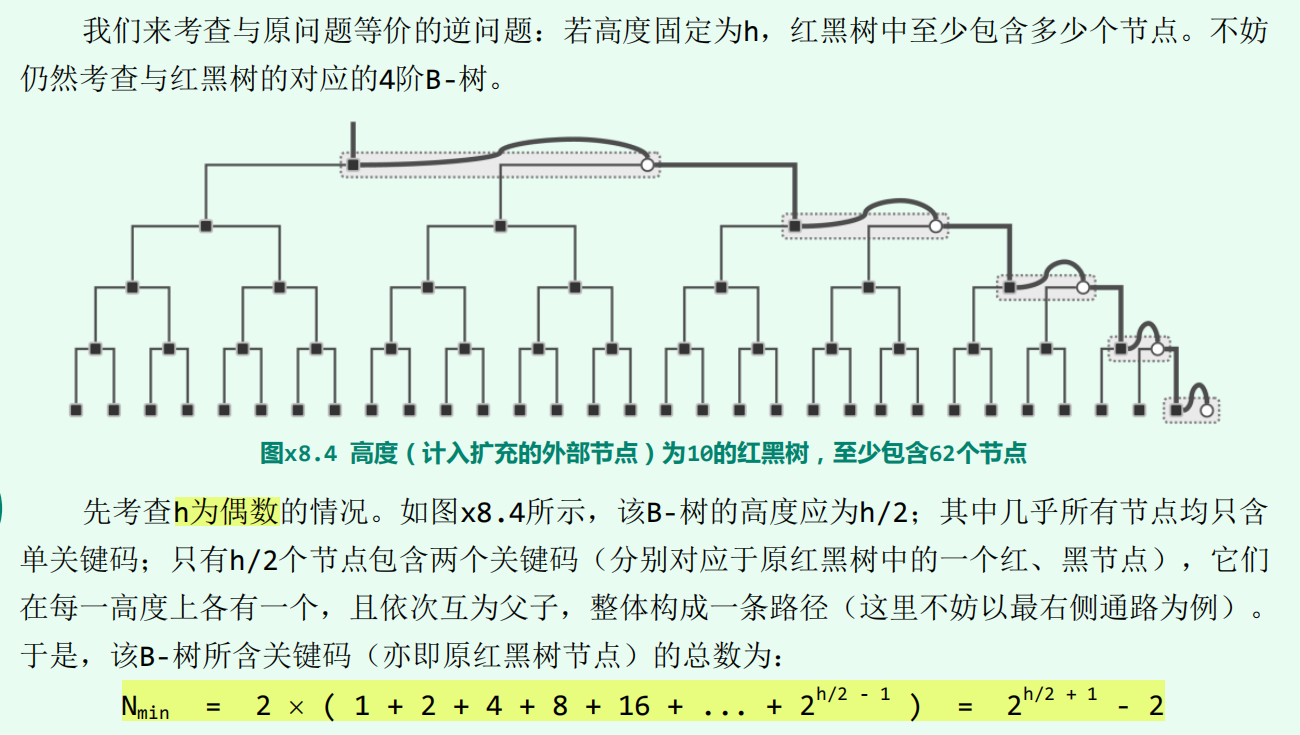 我们来考查与原问题等价的逆问题：若高度固定为h，红黑树中至少包含多少个节点。不妨
仍然考查与红黑树的对应的4阶B-树。
图x8.4 高度（计入扩充的外部节点）为10的红黑树，至少包含62个节点
先考查h为偶数的情况。如图x8.4所示，该B-树的高度应为h/2；其中几乎所有节点均只含
单关键码；只有h/2个节点包含两个关键码（分别对应于原红黑树中的一个红、黑节点），它们
在每一高度上各有一个，且依次互为父子，整体构成一条路径（这里不妨以最右侧通路为例）。
于是，该B-树所含关键码（亦即原红黑树节点）的总数为：
Nmin = 2 × ( 1 + 2 + 4 + 8 + 16 + ... + 2^(h/2 - 1) ) = 2^(h/2 + 1) - 2